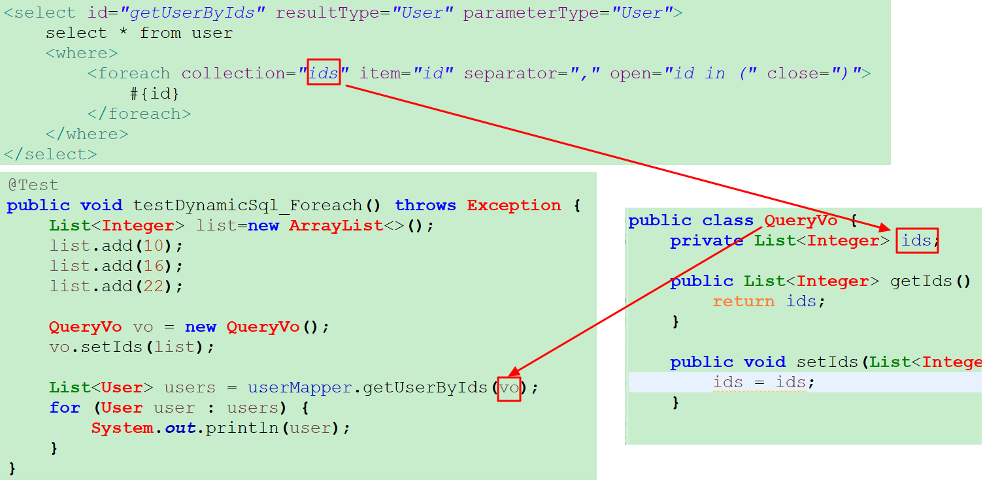 <select id="getUserByIds" resultType="User" parameterType="User">
    select * from user
    <where>
        <foreach collection="ids" item="id" separator="," open="id in (" close=")">
            #{id}
        </foreach>
    </where>
</select>
@Test
public void testDynamicSql_Foreach() throws Exception {
    List<Integer> list=new ArrayList<>();
    list.add(10);
    list.add(16);
    list.add(22);
    QueryVo vo = new QueryVo();
    vo.setIds(list);
    List<User> users = userMapper.getUserByIds(vo);
    for (User user : users) {
        System.out.println(user);
    }
}
public class QueryVo {
    private List<Integer> ids;
    public List<Integer> getIds()
        return ids;
    }
    public void setIds(List<Intege
        ids = ids;
    }